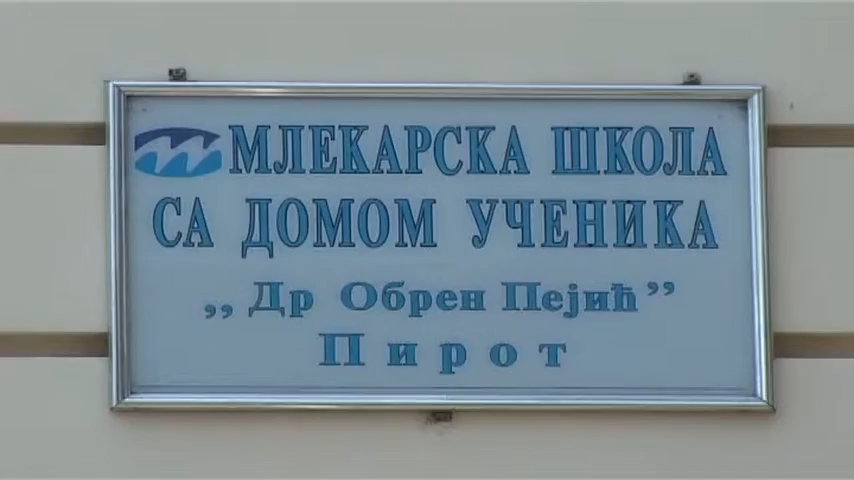 МЛЕКАРСКА ШКОЛА
СА ДОМОМ УЧЕНИКА
„Др Обрен Пејић”
Пирот